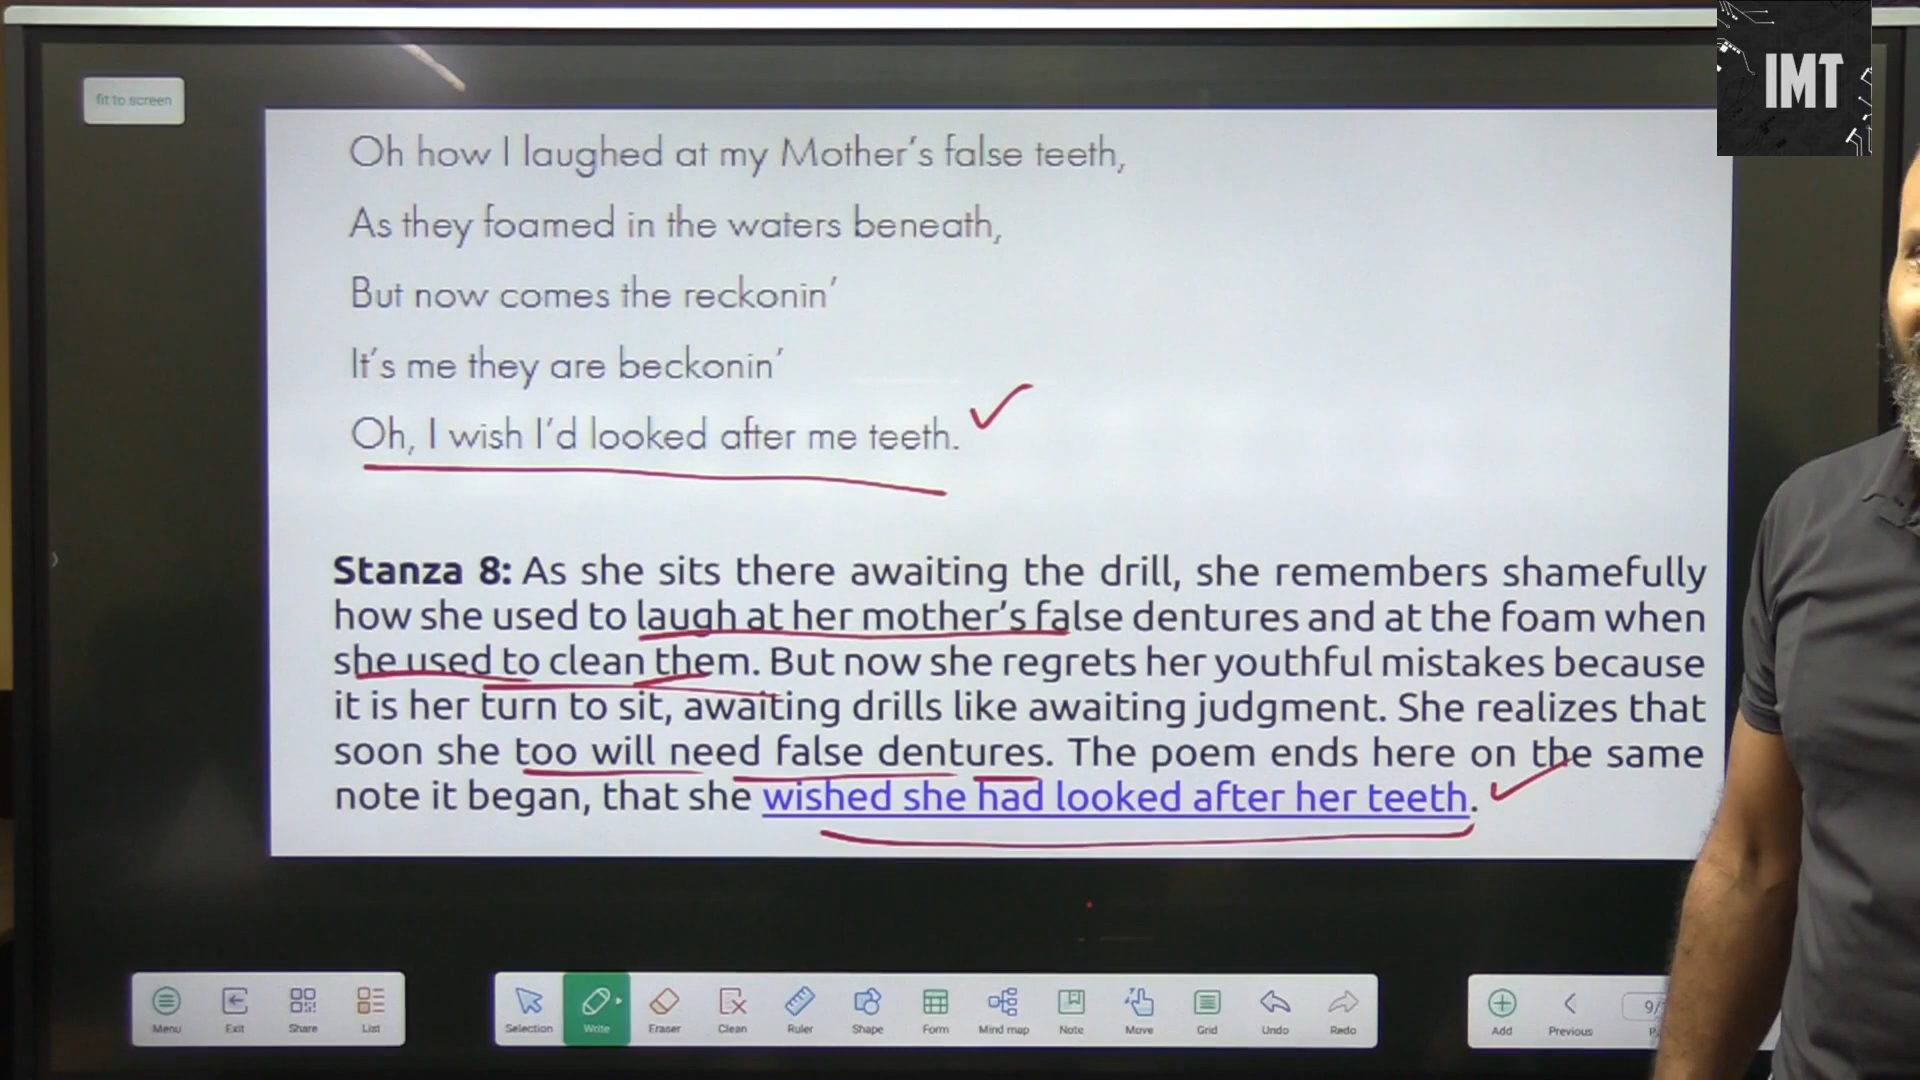 IMT
fit to screen
Oh how I laughed at my Mother's false teeth,
As they foamed in the waters beneath,
But now comes the reckonin'
It's me they are beckonin'
Oh, I wish I'd looked after me teeth.
Stanza 8: As she sits there awaiting the drill, she remembers shamefully
how she used to laugh at her mother's false dentures and at the foam when
she used to clean them. But now she regrets her youthful mistakes because
it is her turn to sit, awaiting drills like awaiting judgment. She realizes that
soon she too will need false dentures. The poem ends here on the same
note it began, that she wished she had looked after her teeth.
Menu Exit Share List Selection Write Eraser Clean Ruler Shape Form Mind map Note Move Grid Undo Redo Add Previous 9/